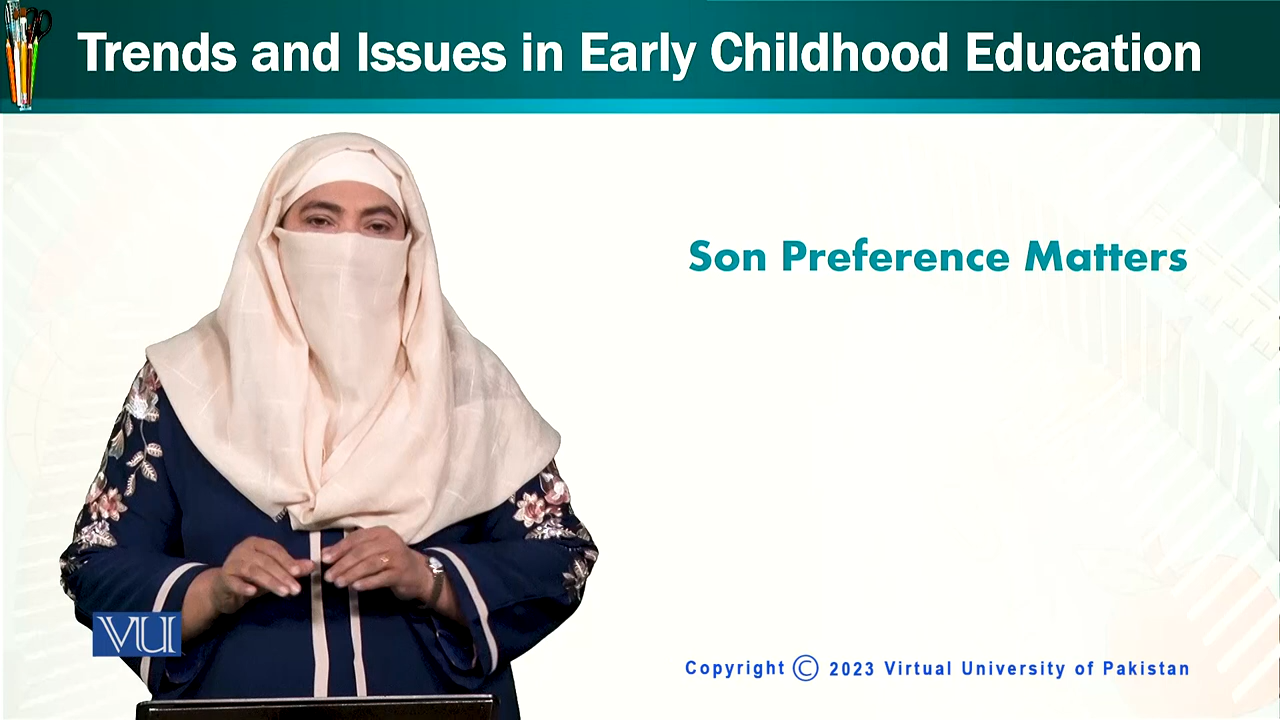 Trends and Issues in Early Childhood Education
Son Preference Matters
VU
Copyright © 2023 Virtual University of Pakistan